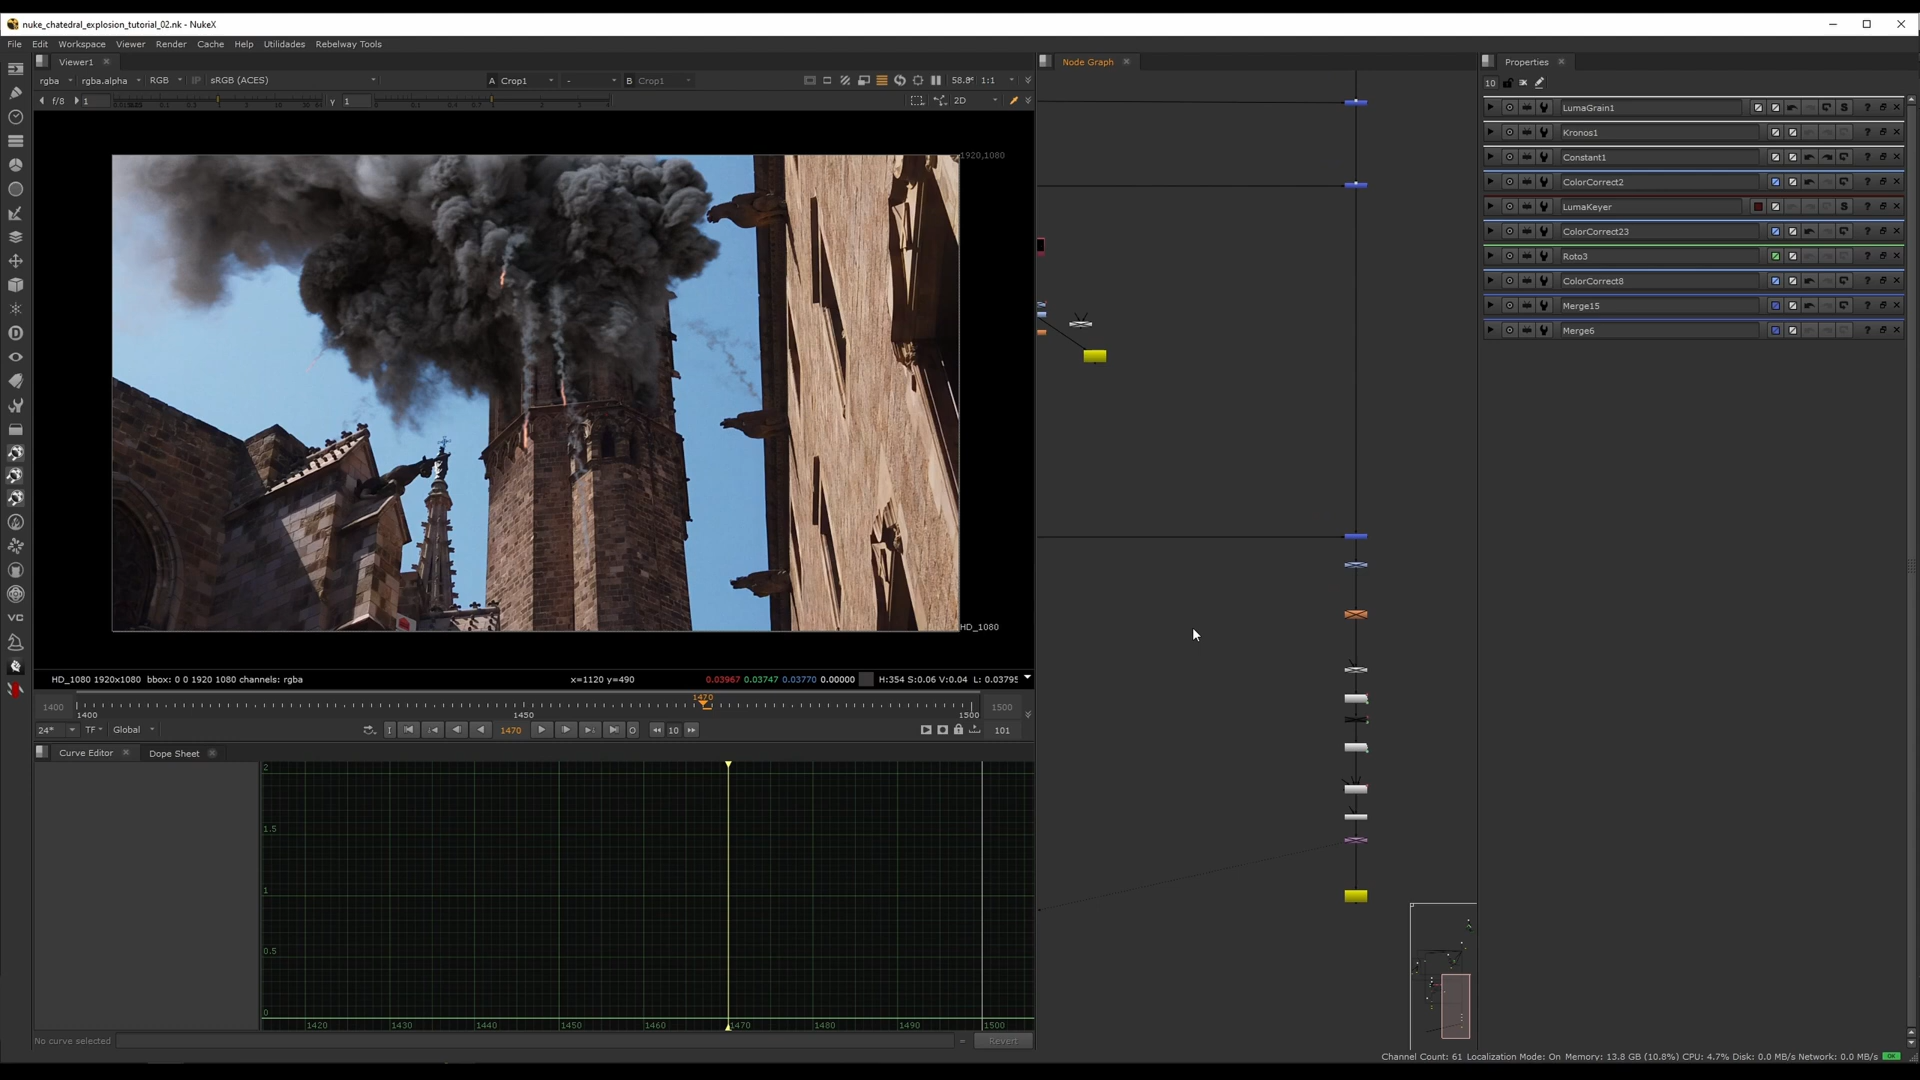 nuke_chatedral_explosion_tutorial_02.nk - NukeX
File Edit Workspace Viewer Render Cache Help Utilidades Rebelway Tools
Viewer1
Node Graph
Properties
rgba rgba.alpha RGB IP sRGB (ACES) A Crop1 - B Crop1 1:1
10
f/8 1 Y 1 2D
1920,1080
LumaGrain1 S ?
Kronos1 ?
Constant1 ?
ColorCorrect2 ?
LumaKeyer S ?
ColorCorrect23 ?
Roto3 ?
ColorCorrect8 ?
Merge15 ?
Merge6 ?
VC
HD_1080
HD_1080 1920x1080 bbox: 0 0 1920 1080 channels: rgba x=1120 y=490 0.03967 0.03747 0.03770 0.00000 H:354 S:0.06 V:0.04 L: 0.03795
1470
1400 1500
1400 1450 1500
24* TF Global I 1470 O 10 101
Curve Editor Dope Sheet
2
1.5
1
0.5
0
1420 1430 1440 1450 1460 1470 1480 1490 1500
No curve selected = Revert
Channel Count: 61 Localization Mode: On Memory: 13.8 GB (10.8%) CPU: 4.7% Disk: 0.0 MB/s Network: 0.0 MB/s